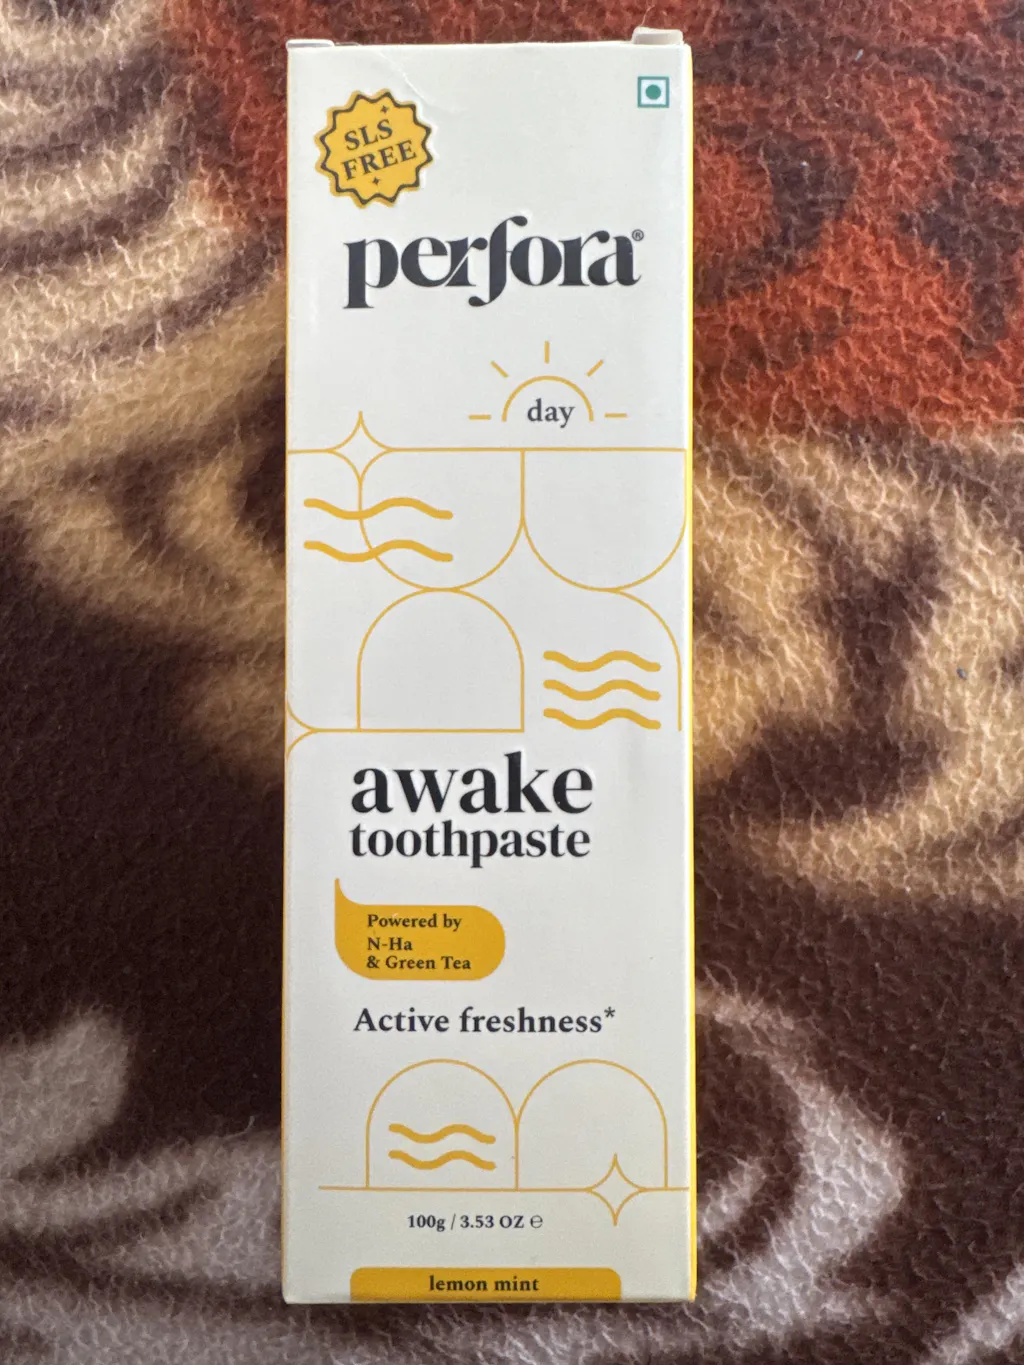 SLS
FREE
perfora®
day
awake
toothpaste
Powered by
N-Ha
& Green Tea
Active freshness*
100g / 3.53 OZ ℮
lemon mint